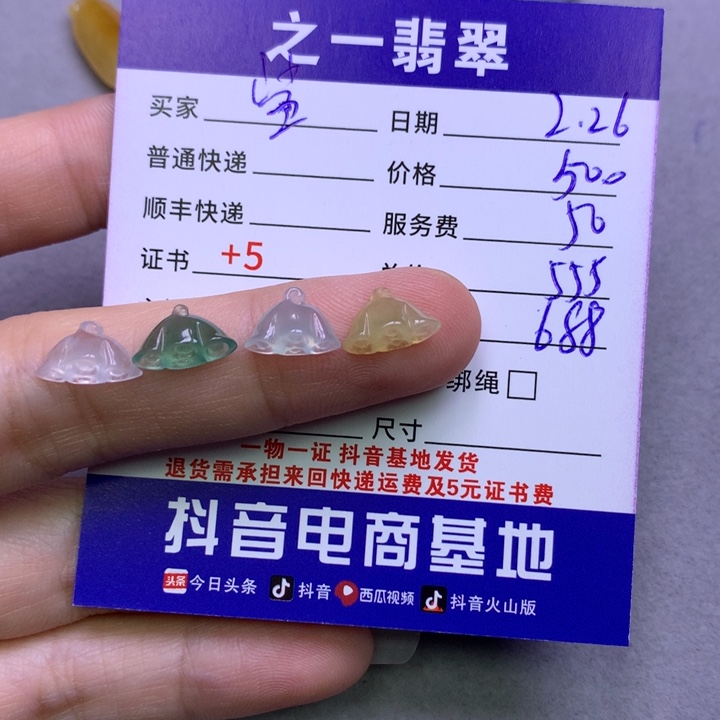 之一翡翠
买家 日期 2.26
普通快递 价格 500
顺丰快递 服务费 50
证书 +5 555
688
绑绳
尺寸
一物一证 抖音基地发货
退货需承担来回快递运费及5元证书费
抖音电商基地
头条 今日头条 抖音 西瓜视频 抖音火山版